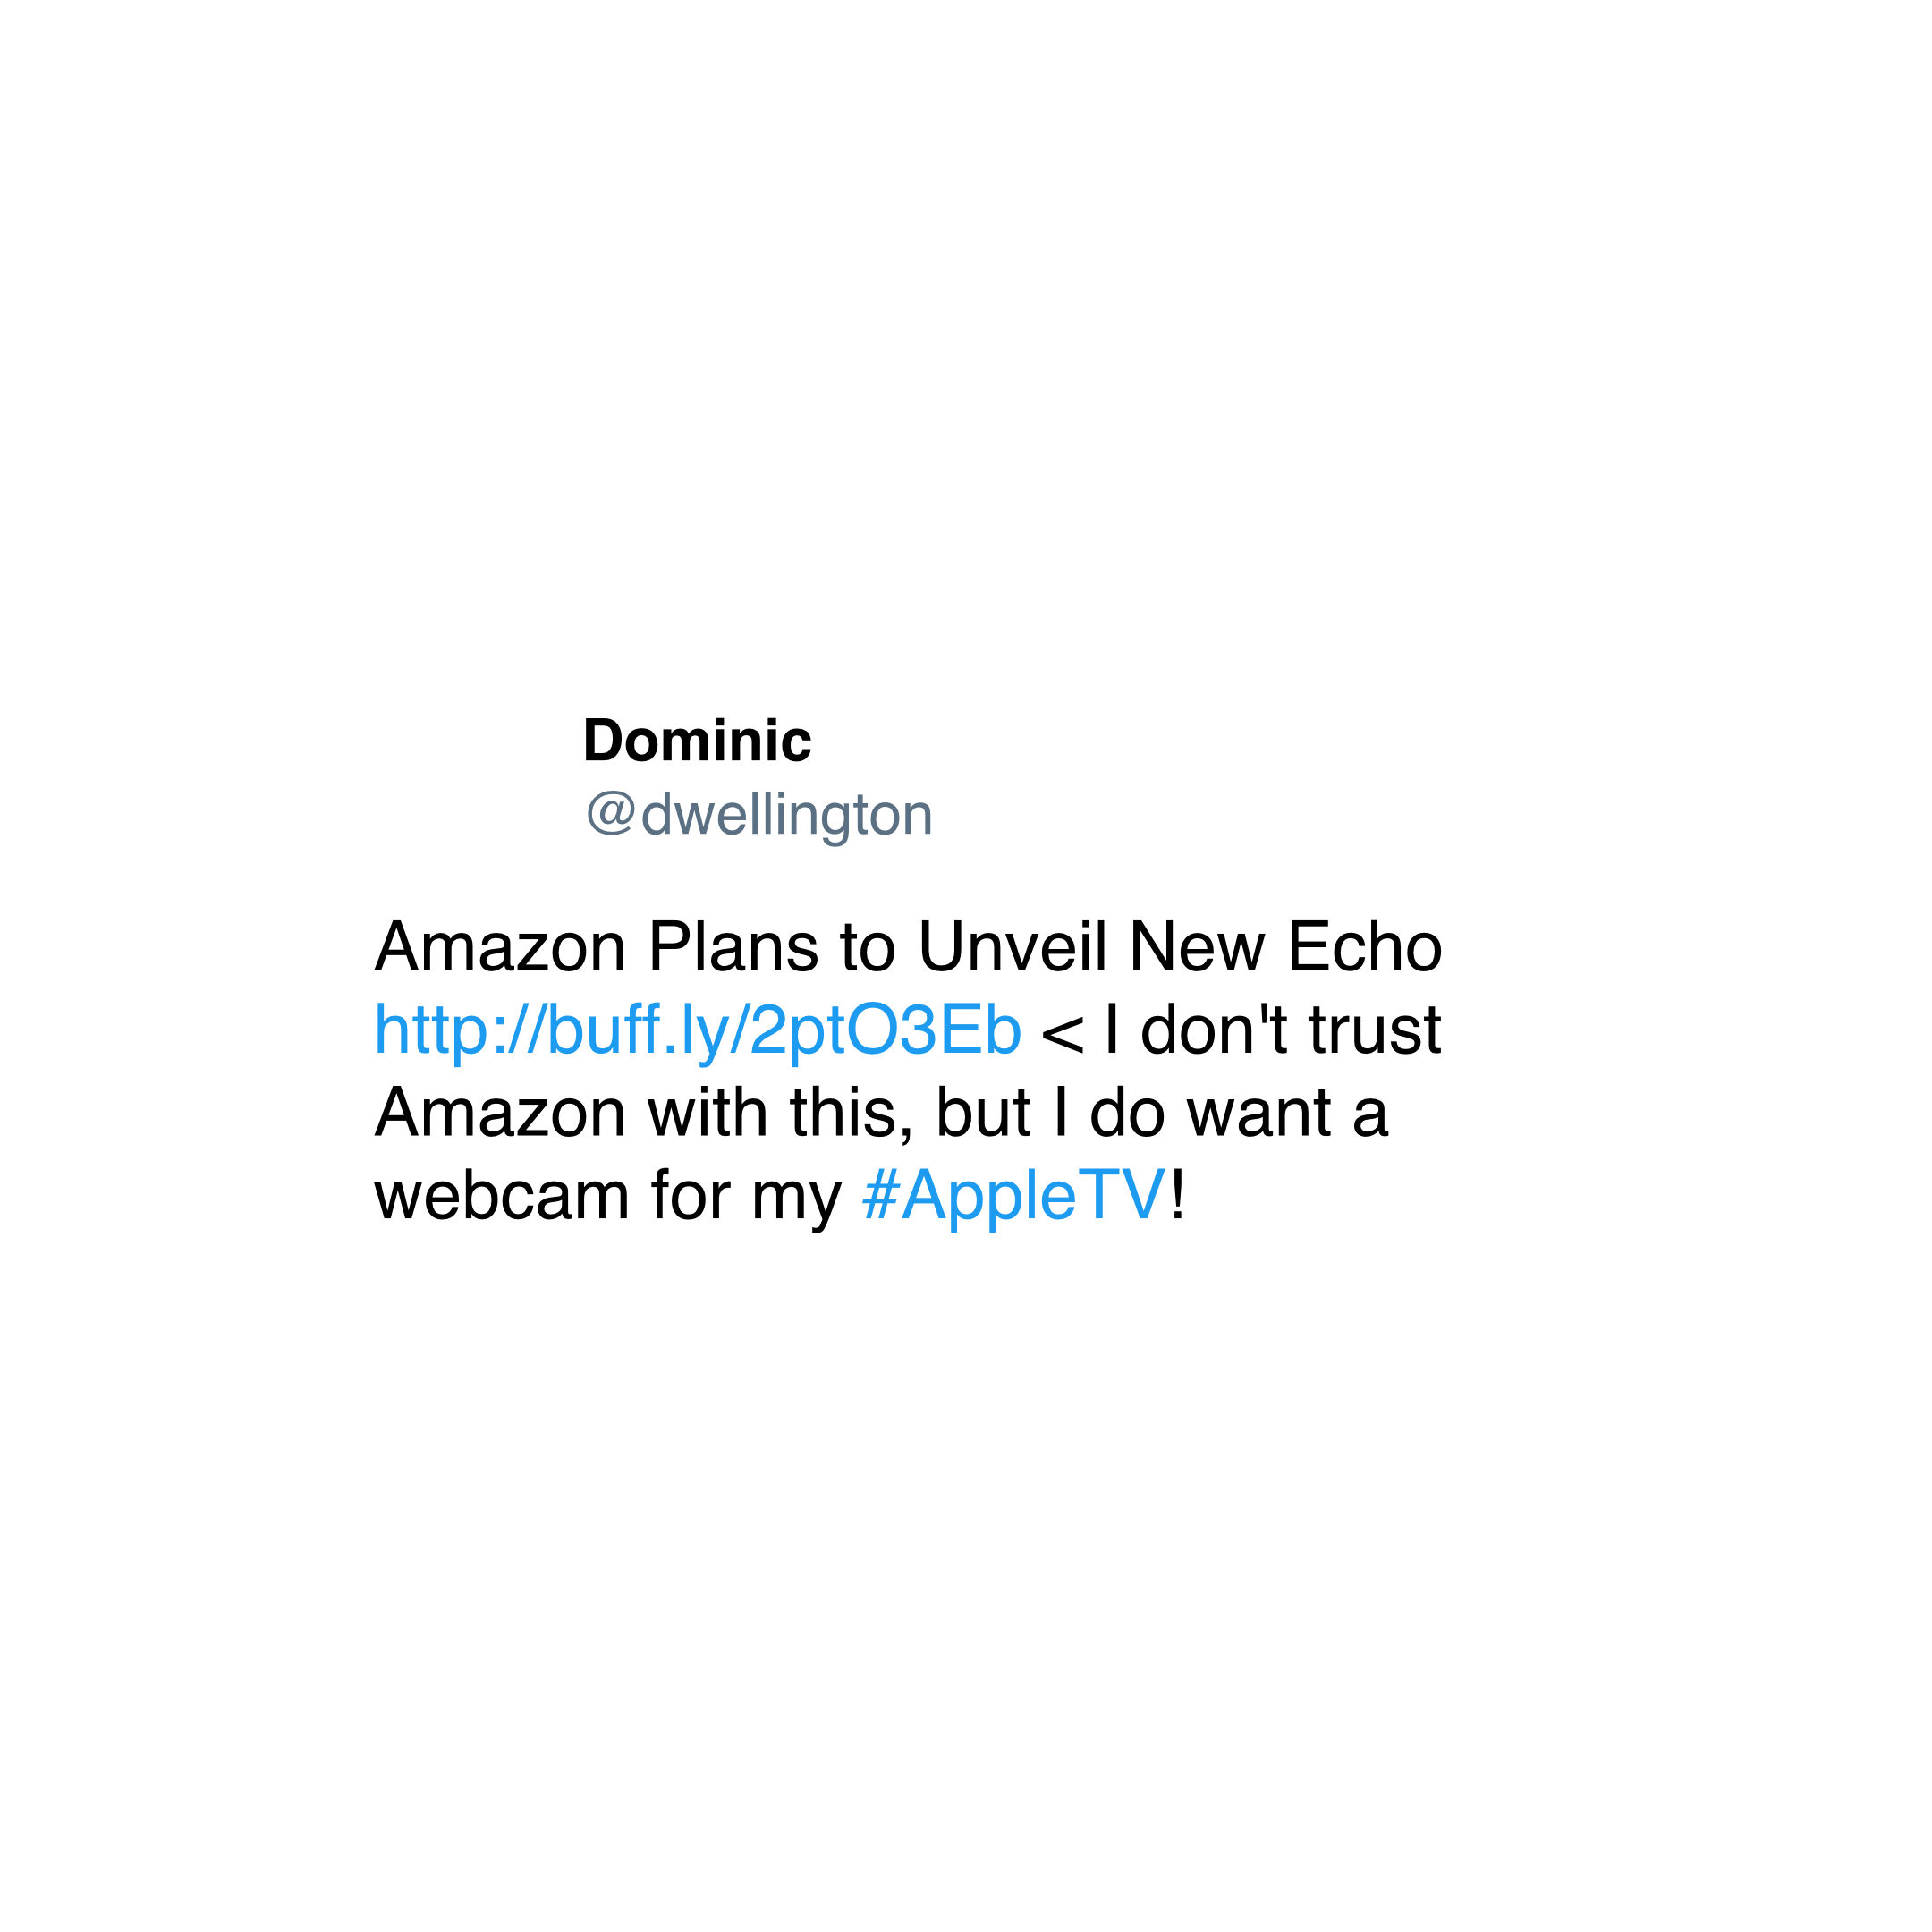 Dominic
@dwellington
Amazon Plans to Unveil New Echo
http://buff.ly/2ptO3Eb < I don't trust
Amazon with this, but I do want a
webcam for my #AppleTV!